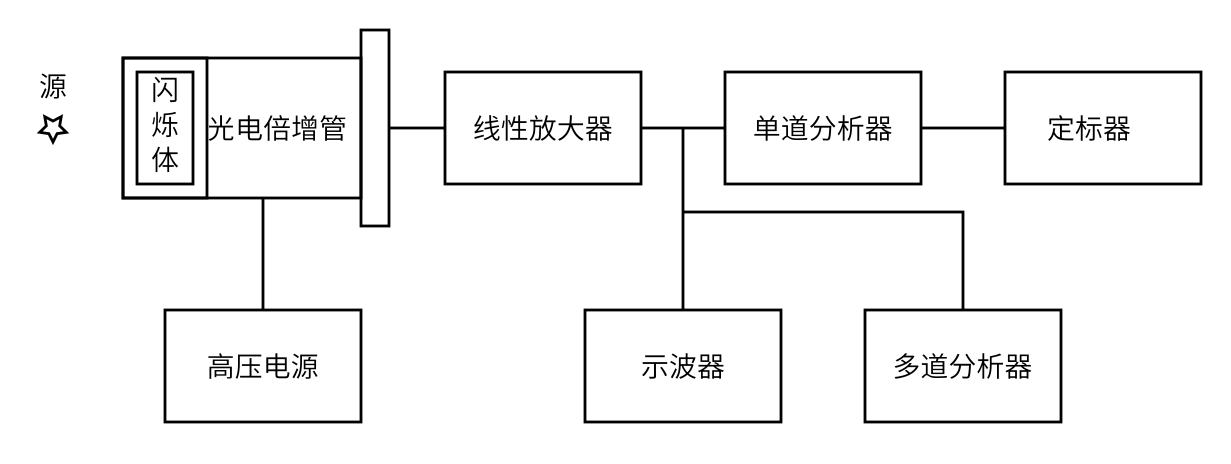 源
闪
烁
体
光电倍增管
线性放大器
单道分析器
定标器
高压电源
示波器
多道分析器